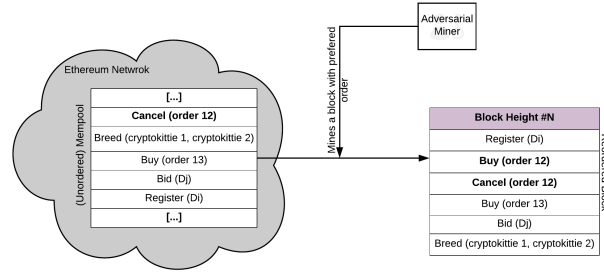 Adversarial
Miner
Ethereum Netwrok
Mines a block with prefered
order
(Unordered) Mempool
[...]
Cancel (order 12)
Breed (cryptokittie 1, cryptokittie 2)
Buy (order 13)
Bid (Dj)
Register (Di)
[...]
Block Height #N
Register (Di)
Buy (order 12)
Cancel (order 12)
Buy (order 13)
Bid (Dj)
Breed (cryptokittie 1, cryptokittie 2)